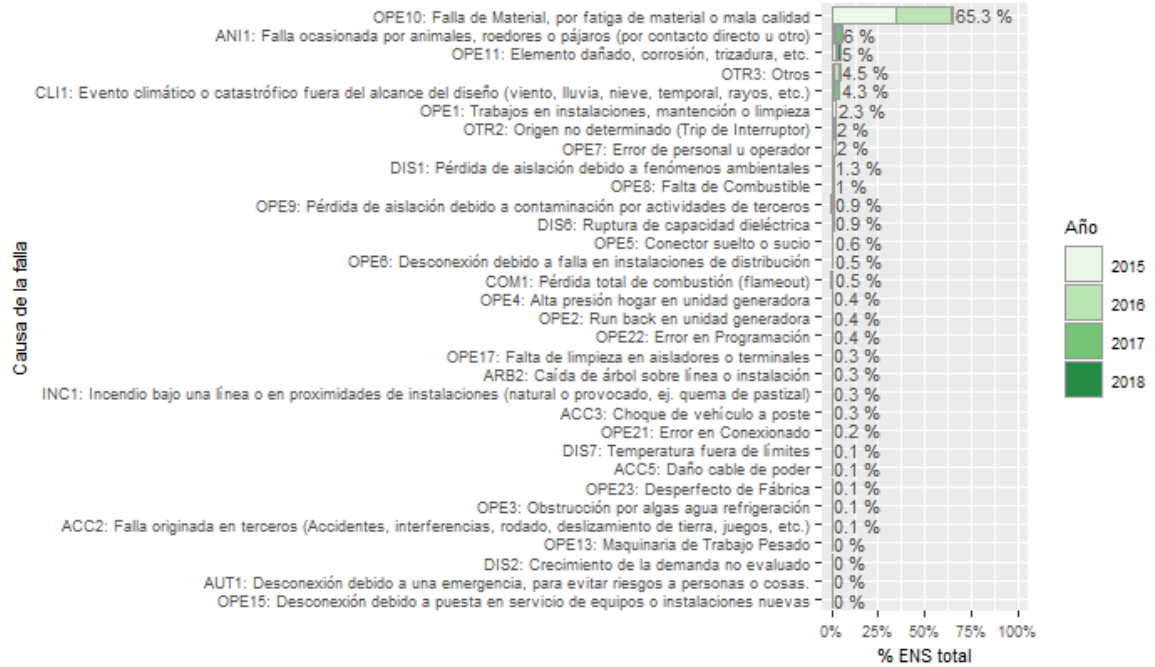 OPE10: Falla de Material, por fatiga de material o mala calidad 65.3 %
ANI1: Falla ocasionada por animales, roedores o pájaros (por contacto directo u otro) 6 %
OPE11: Elemento dañado, corrosión, trizadura, etc. 5 %
OTR3: Otros 4.5 %
CLI1: Evento climático o catastrófico fuera del alcance del diseño (viento, lluvia, nieve, temporal, rayos, etc.) 4.3 %
OPE1: Trabajos en instalaciones, mantención o limpieza 2.3 %
OTR2: Origen no determinado (Trip de Interruptor) 2 %
OPE7: Error de personal u operador 2 %
DIS1: Pérdida de aislación debido a fenómenos ambientales 1.3 %
OPE8: Falta de Combustible 1 %
OPE9: Pérdida de aislación debido a contaminación por actividades de terceros 0.9 %
DIS6: Ruptura de capacidad dieléctrica 0.9 %
OPE5: Conector suelto o sucio 0.6 %
OPE6: Desconexión debido a falla en instalaciones de distribución 0.5 %
COM1: Pérdida total de combustión (flameout) 0.5 %
OPE4: Alta presión hogar en unidad generadora 0.4 %
OPE2: Run back en unidad generadora 0.4 %
OPE22: Error en Programación 0.4 %
OPE17: Falta de limpieza en aisladores o terminales 0.3 %
ARB2: Caída de árbol sobre línea o instalación 0.3 %
INC1: Incendio bajo una línea o en proximidades de instalaciones (natural o provocado, ej. quema de pastizal) 0.3 %
ACC3: Choque de vehículo a poste 0.3 %
OPE21: Error en Conexionado 0.2 %
DIS7: Temperatura fuera de límites 0.1 %
ACC5: Daño cable de poder 0.1 %
OPE23: Desperfecto de Fábrica 0.1 %
OPE3: Obstrucción por algas agua refrigeración 0.1 %
ACC2: Falla originada en terceros (Accidentes, interferencias, rodado, deslizamiento de tierra, juegos, etc.) 0.1 %
OPE13: Maquinaria de Trabajo Pesado 0 %
DIS2: Crecimiento de la demanda no evaluado 0 %
AUT1: Desconexión debido a una emergencia, para evitar riesgos a personas o cosas. 0 %
OPE15: Desconexión debido a puesta en servicio de equipos o instalaciones nuevas 0 %
0% 25% 50% 75% 100%
% ENS total
Causa de la falla
Año
2015
2016
2017
2018